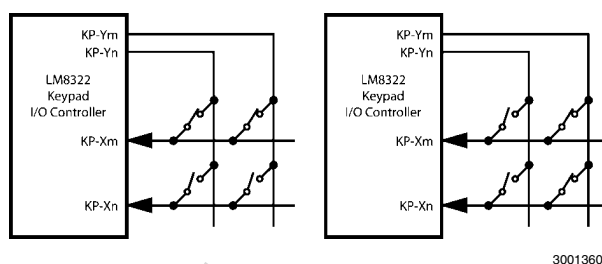 KP-Ym
KP-Yn
LM8322
Keypad
I/O Controller
KP-Xm
KP-Xn
KP-Ym
KP-Yn
LM8322
Keypad
I/O Controller
KP-Xm
KP-Xn
3001360